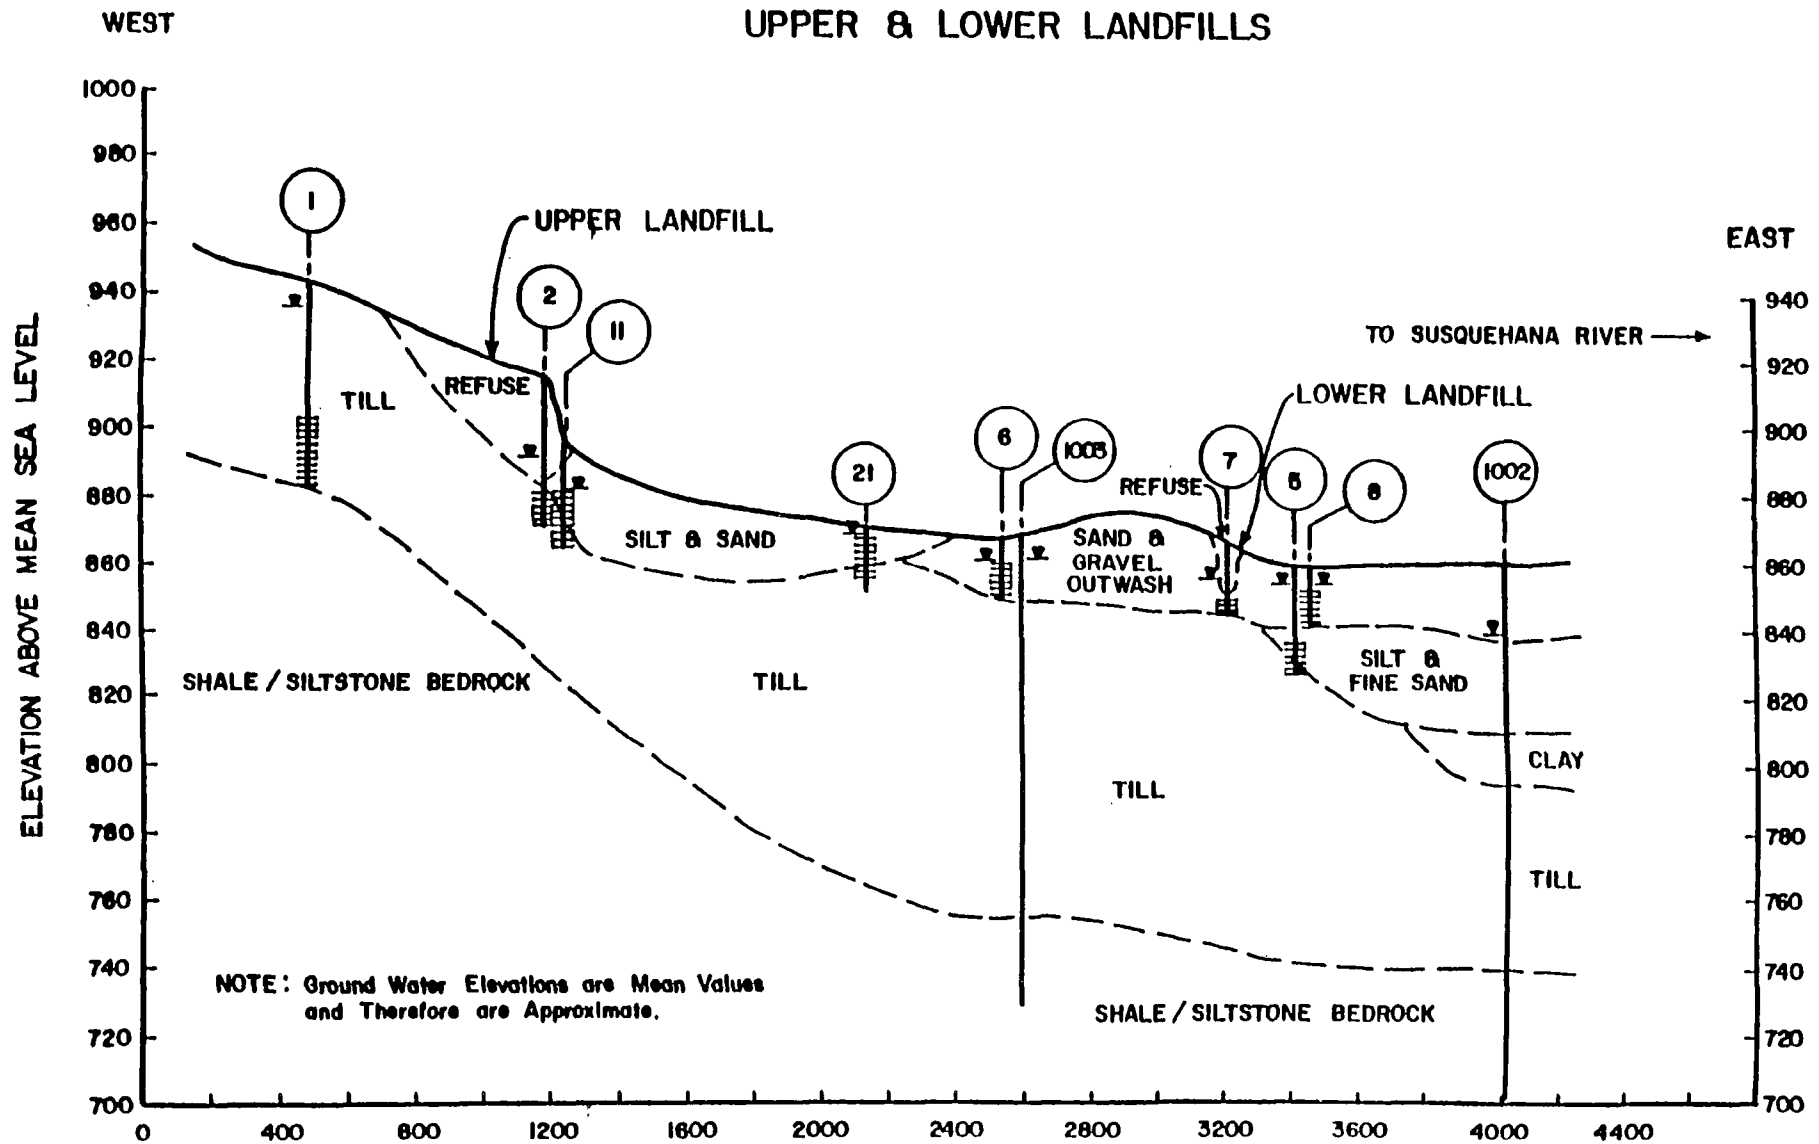 WEST
UPPER & LOWER LANDFILLS
1000
980
960
940
920
900
880
860
840
820
800
780
760
740
720
700
ELEVATION ABOVE MEAN SEA LEVEL
1
UPPER LANDFILL
2
11
EAST
940
920
900
880
860
840
820
800
780
760
740
720
700
TO SUSQUEHANA RIVER
LOWER LANDFILL
TILL
REFUSE
21
6
1003
7
5
8
1002
REFUSE
SILT & SAND
SAND &
GRAVEL
OUTWASH
SILT &
FINE SAND
SHALE / SILTSTONE BEDROCK
TILL
CLAY
TILL
TILL
NOTE: Ground Water Elevations are Mean Values
and Therefore are Approximate.
SHALE / SILTSTONE BEDROCK
0 400 800 1200 1600 2000 2400 2800 3200 3600 4000 4400